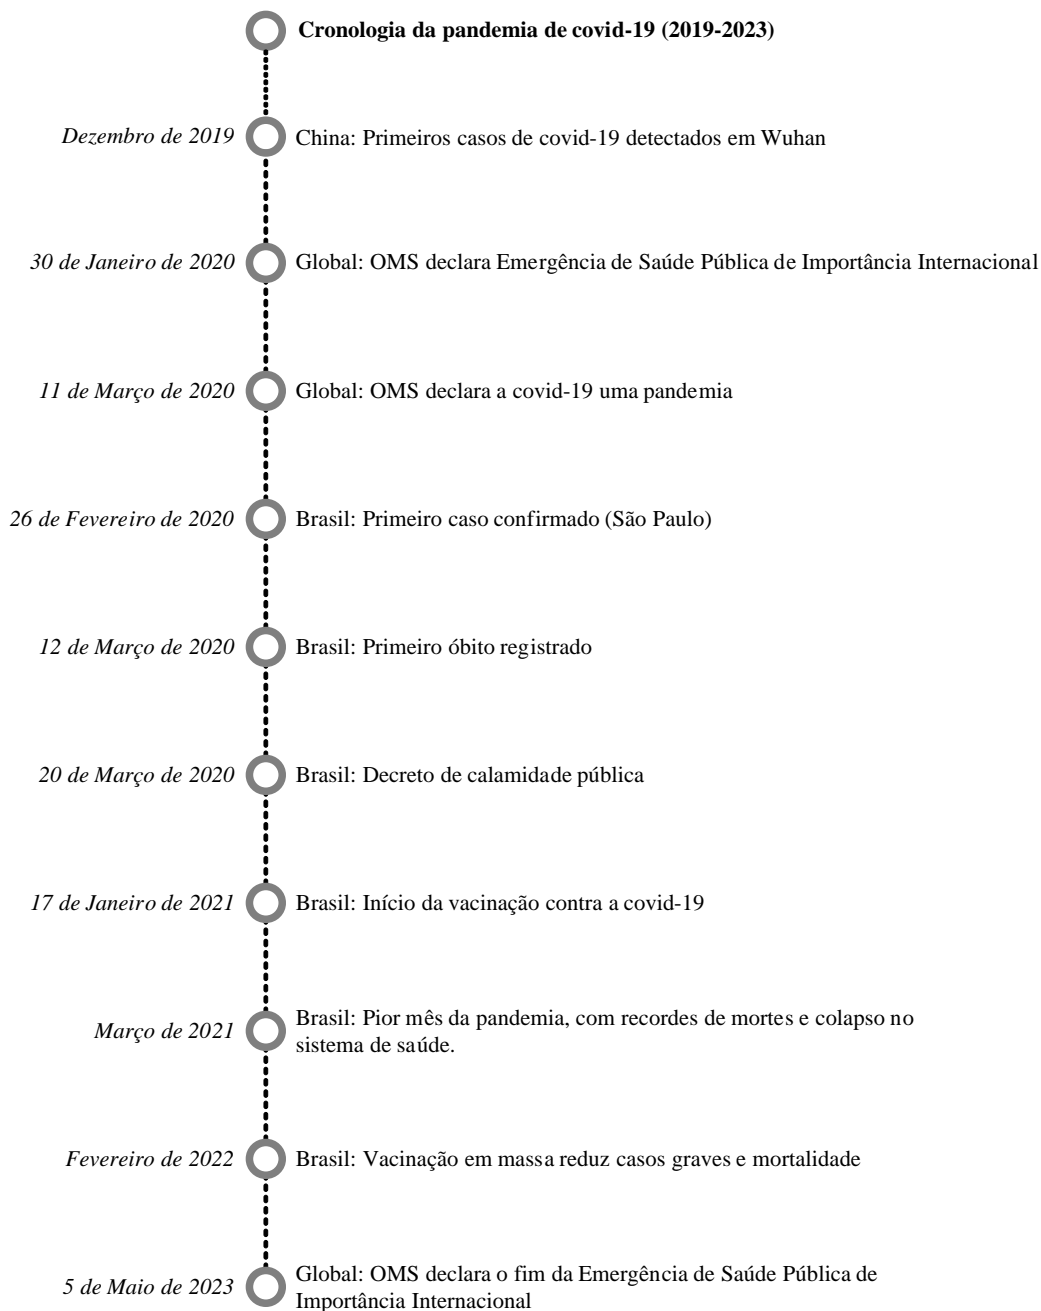 Cronologia da pandemia de covid-19 (2019-2023)
Dezembro de 2019
China: Primeiros casos de covid-19 detectados em Wuhan
30 de Janeiro de 2020
Global: OMS declara Emergência de Saúde Pública de Importância Internacional
11 de Março de 2020
Global: OMS declara a covid-19 uma pandemia
26 de Fevereiro de 2020
Brasil: Primeiro caso confirmado (São Paulo)
12 de Março de 2020
Brasil: Primeiro óbito registrado
20 de Março de 2020
Brasil: Decreto de calamidade pública
17 de Janeiro de 2021
Brasil: Início da vacinação contra a covid-19
Março de 2021
Brasil: Pior mês da pandemia, com recordes de mortes e colapso no
sistema de saúde.
Fevereiro de 2022
Brasil: Vacinação em massa reduz casos graves e mortalidade
5 de Maio de 2023
Global: OMS declara o fim da Emergência de Saúde Pública de
Importância Internacional